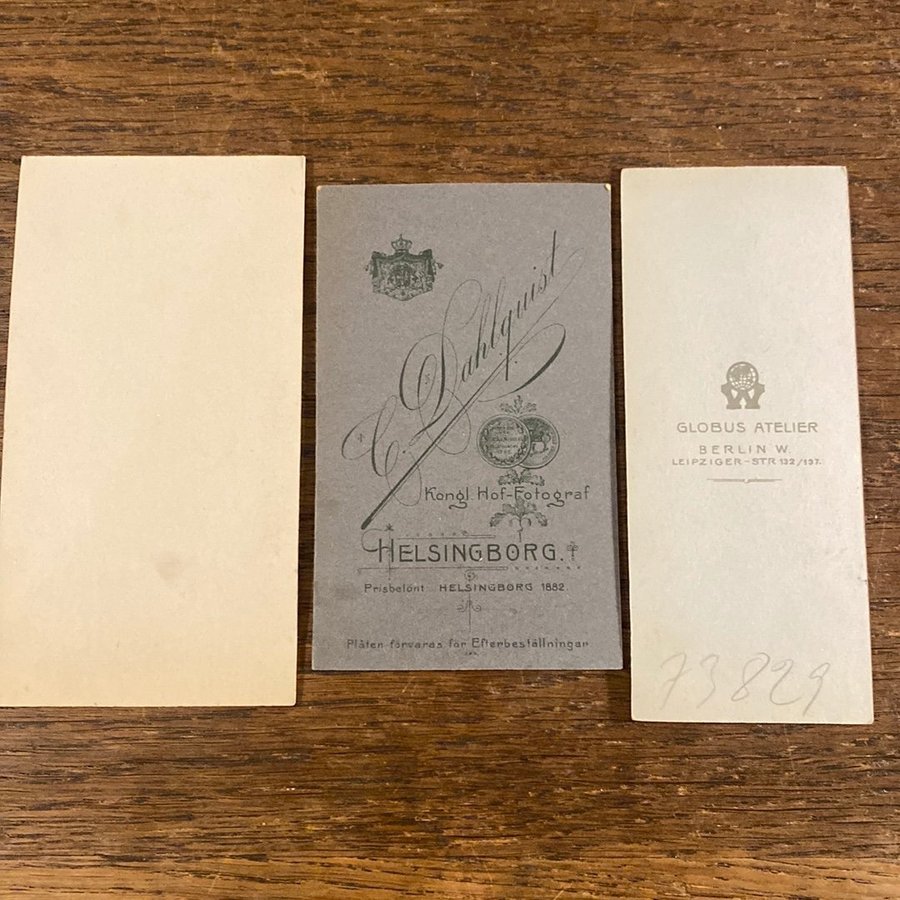 C. Dahlquist
Kongl. Hof-Fotograf
HELSINGBORG.
Prisbelönt HELSINGBORG 1882.
Plåten förvaras för Efterbeställningar
GLOBUS ATELIER
BERLIN W.
LEIPZIGER-STR 132/137.
73829